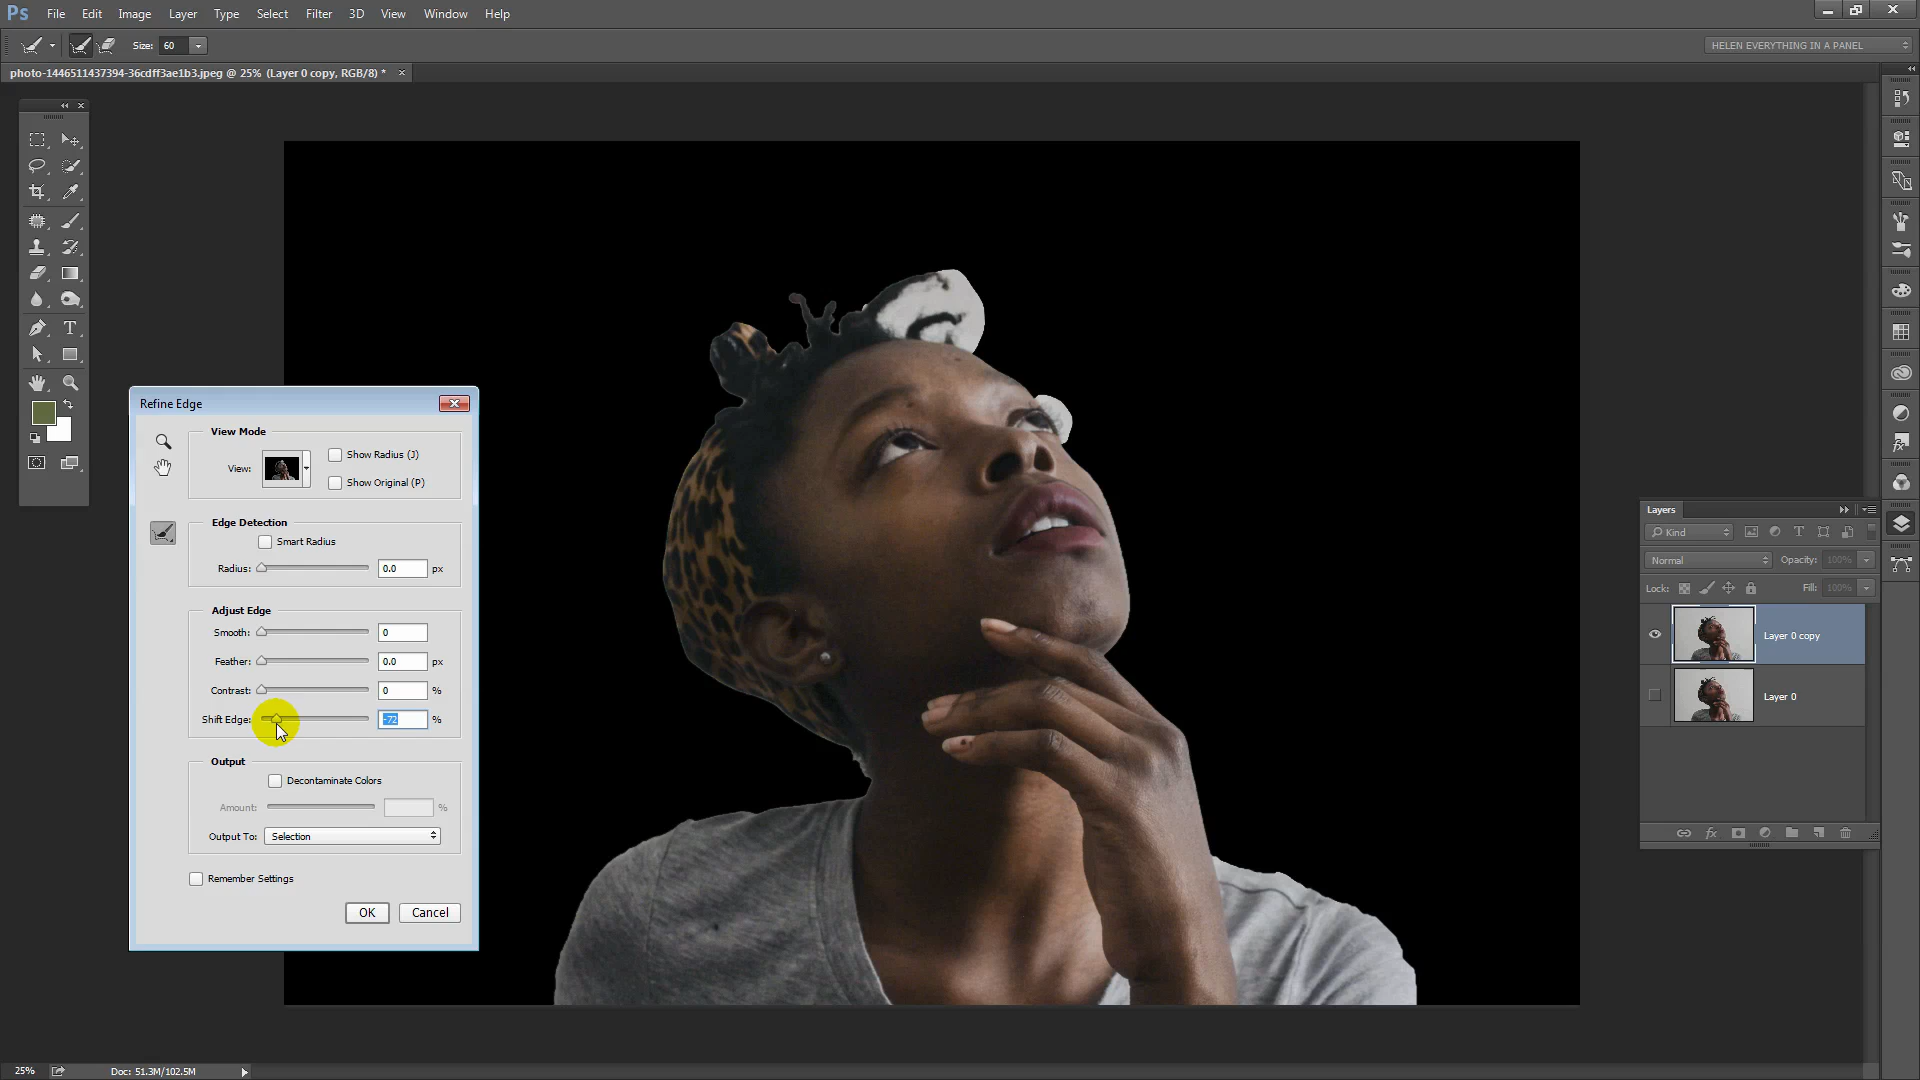 Ps File Edit Image Layer Type Select Filter 3D View Window Help
Size: 60 HELEN EVERYTHING IN A PANEL
photo-1446511437394-36cdff3ae1b3.jpeg @ 25% (Layer 0 copy, RGB/8) *
Refine Edge
View Mode
View:
Show Radius (J)
Show Original (P)
Edge Detection
Smart Radius
Radius: 0.0 px
Adjust Edge
Smooth: 0
Feather: 0.0 px
Contrast: 0 %
Shift Edge: -72 %
Output
Decontaminate Colors
Amount: %
Output To: Selection
Remember Settings
OK Cancel
Layers
Kind
Normal Opacity: 100%
Lock: Fill: 100%
Layer 0 copy
Layer 0
25% Doc: 51.3M/102.5M